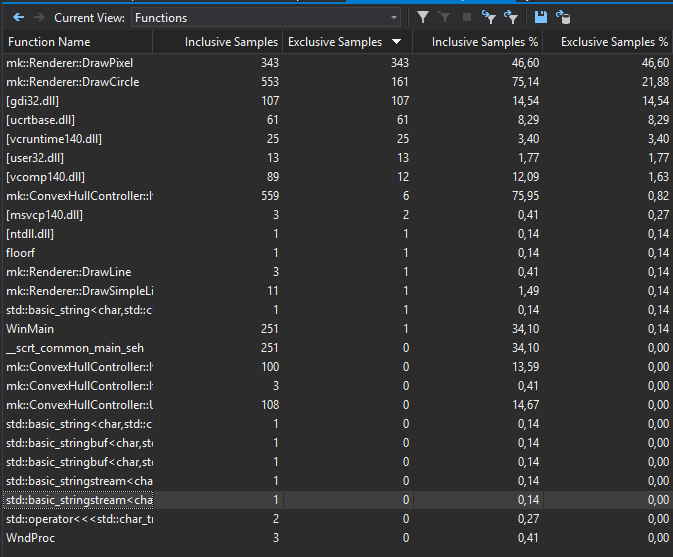 Current View: Functions
Function Name Inclusive Samples Exclusive Samples Inclusive Samples % Exclusive Samples %
mk::Renderer::DrawPixel 343 343 46,60 46,60
mk::Renderer::DrawCircle 553 161 75,14 21,88
[gdi32.dll] 107 107 14,54 14,54
[ucrtbase.dll] 61 61 8,29 8,29
[vcruntime140.dll] 25 25 3,40 3,40
[user32.dll] 13 13 1,77 1,77
[vcomp140.dll] 89 12 12,09 1,63
mk::ConvexHullController::I 559 6 75,95 0,82
[msvcp140.dll] 3 2 0,41 0,27
[ntdll.dll] 1 1 0,14 0,14
floorf 1 1 0,14 0,14
mk::Renderer::DrawLine 3 1 0,41 0,14
mk::Renderer::DrawSimpleLi 11 1 1,49 0,14
std::basic_string<char,std::c 1 1 0,14 0,14
WinMain 251 1 34,10 0,14
__scrt_common_main_seh 251 0 34,10 0,00
mk::ConvexHullController::I 100 0 13,59 0,00
mk::ConvexHullController::I 3 0 0,41 0,00
mk::ConvexHullController::U 108 0 14,67 0,00
std::basic_string<char,std::c 1 0 0,14 0,00
std::basic_stringbuf<char,std 1 0 0,14 0,00
std::basic_stringbuf<char,std 1 0 0,14 0,00
std::basic_stringstream<cha 1 0 0,14 0,00
std::basic_stringstream<cha 1 0 0,14 0,00
std::operator<<<std::char_tr 2 0 0,27 0,00
WndProc 3 0 0,41 0,00